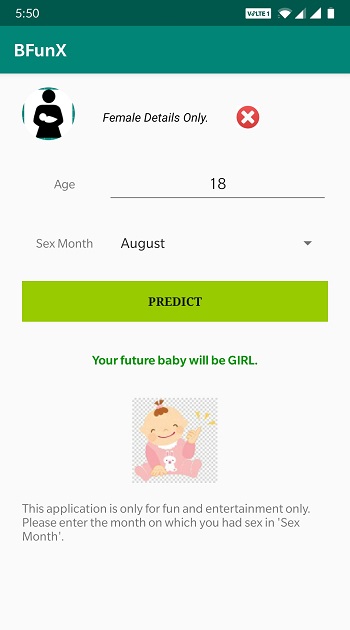 5:50
VoLTE 1
BFunX
Female Details Only.
Age
18
Sex Month
August
PREDICT
Your future baby will be GIRL.
This application is only for fun and entertainment only.
Please enter the month on which you had sex in 'Sex
Month'.